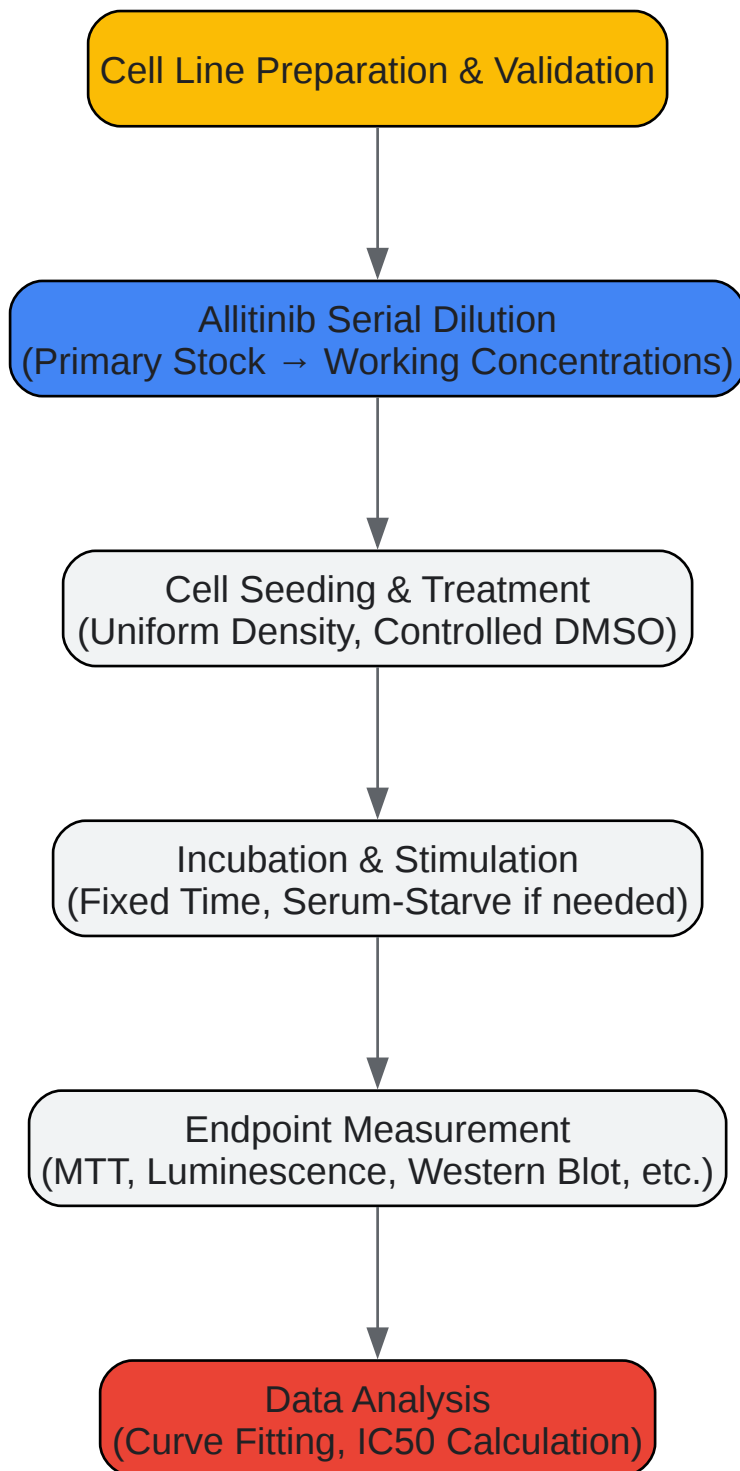 Cell Line Preparation & Validation
Allitinib Serial Dilution
(Primary Stock → Working Concentrations)
Cell Seeding & Treatment
(Uniform Density, Controlled DMSO)
Incubation & Stimulation
(Fixed Time, Serum-Starve if needed)
Endpoint Measurement
(MTT, Luminescence, Western Blot, etc.)
Data Analysis
(Curve Fitting, IC50 Calculation)